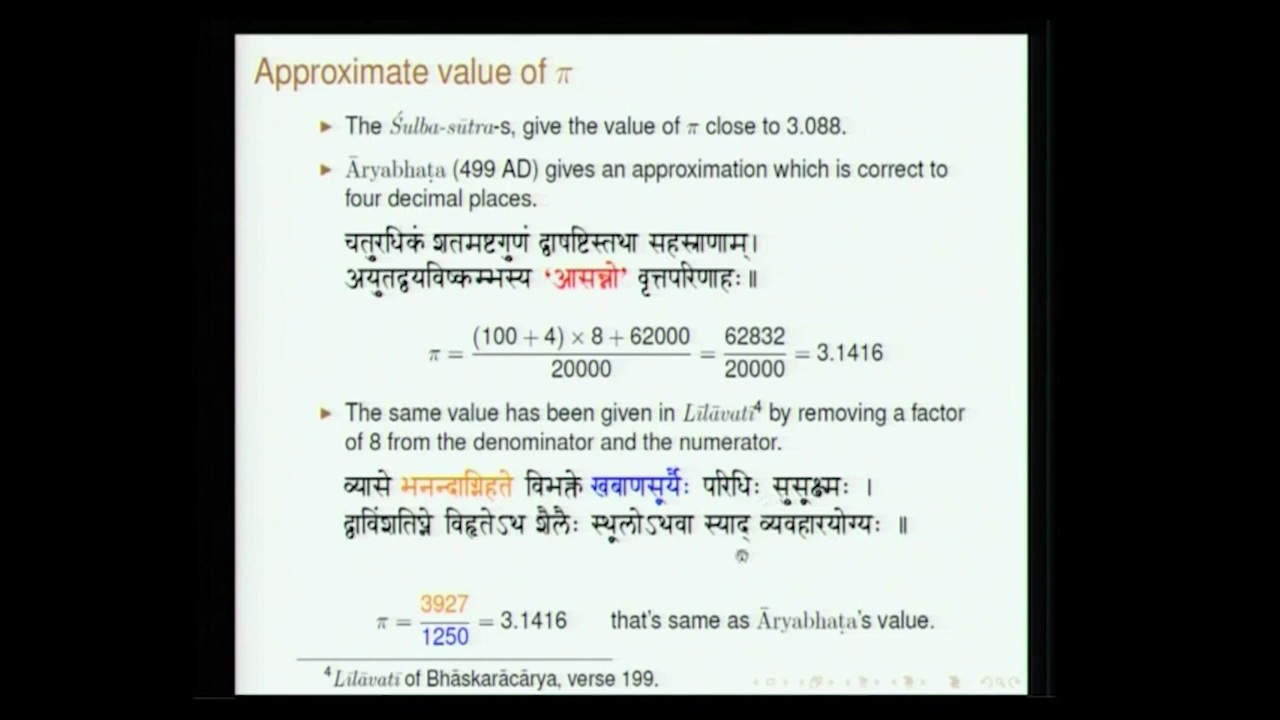 Approximate value of π
► The Śulba-sūtra-s, give the value of π close to 3.088.
► Āryabhaṭa (499 AD) gives an approximation which is correct to
four decimal places.
चतुरधिकं शतमष्टगुणं द्वाषष्टिस्तथा सहस्राणाम्।
अयुतद्वयविष्कम्भस्य ‘आसन्नो’ वृत्तपरिणाहः॥
π = (100 + 4) × 8 + 62000 / 20000 = 62832 / 20000 = 3.1416
► The same value has been given in Līlāvatī⁴ by removing a factor
of 8 from the denominator and the numerator.
व्यासे भनन्दाग्निहते विभक्ते खबाणसूर्यैः परिधिः सुसूक्ष्मः ।
द्वाविंशतिघ्ने विहृतेऽथ शैलैः स्थूलोऽथवा स्याद् व्यवहारयोग्यः ॥
π = 3927 / 1250 = 3.1416 that's same as Āryabhaṭa's value.
⁴Līlāvatī of Bhāskarācārya, verse 199.